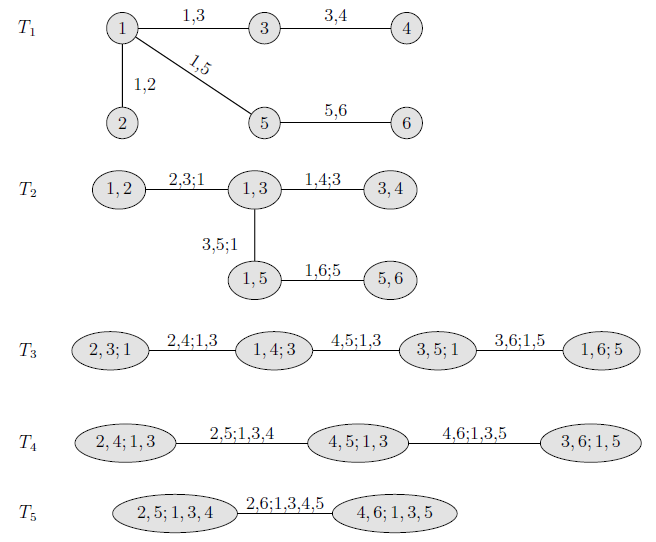 T1 1 1,3 3 3,4 4
1,5
1,2
2 5 5,6 6
T2 1,2 2,3;1 1,3 1,4;3 3,4
3,5;1
1,5 1,6;5 5,6
T3 2,3;1 2,4;1,3 1,4;3 4,5;1,3 3,5;1 3,6;1,5 1,6;5
T4 2,4;1,3 2,5;1,3,4 4,5;1,3 4,6;1,3,5 3,6;1,5
T5 2,5;1,3,4 2,6;1,3,4,5 4,6;1,3,5